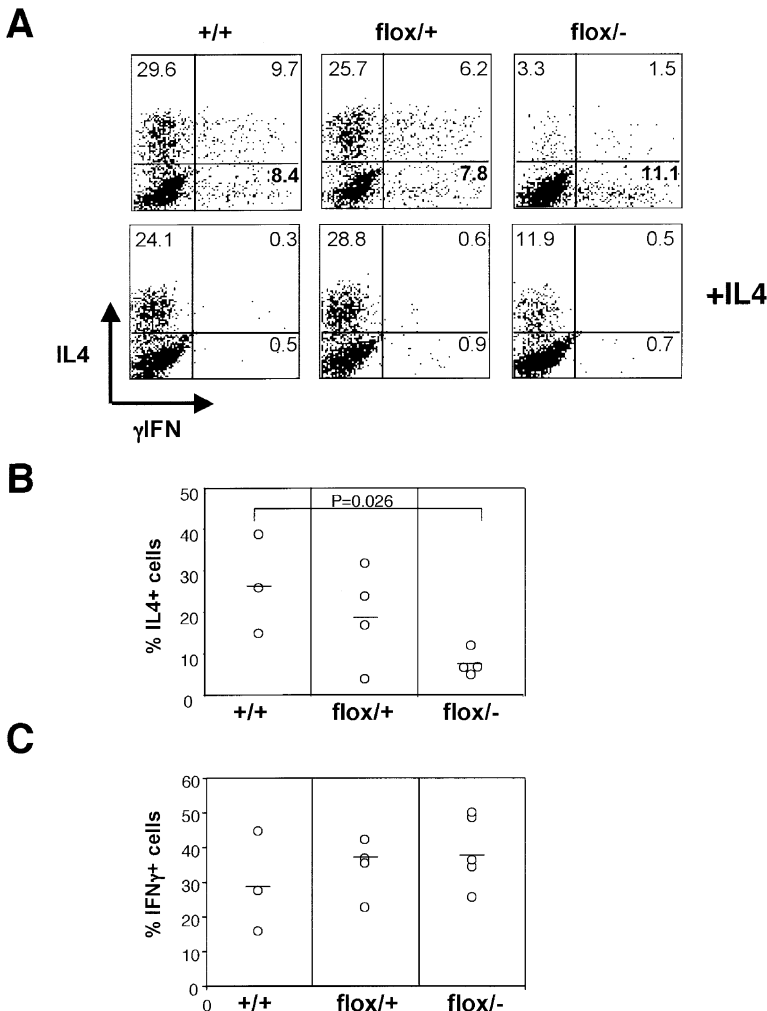 A
+/+ flox/+ flox/-
29.6 9.7 25.7 6.2 3.3 1.5
8.4 7.8 11.1
24.1 0.3 28.8 0.6 11.9 0.5
+IL4
0.5 0.9 0.7
IL4
γIFN
B
50
P=0.026
40
30
20
10
0
% IL4+ cells
+/+ flox/+ flox/-
C
60
50
40
30
20
10
0
% IFNγ+ cells
0 +/+ flox/+ flox/-